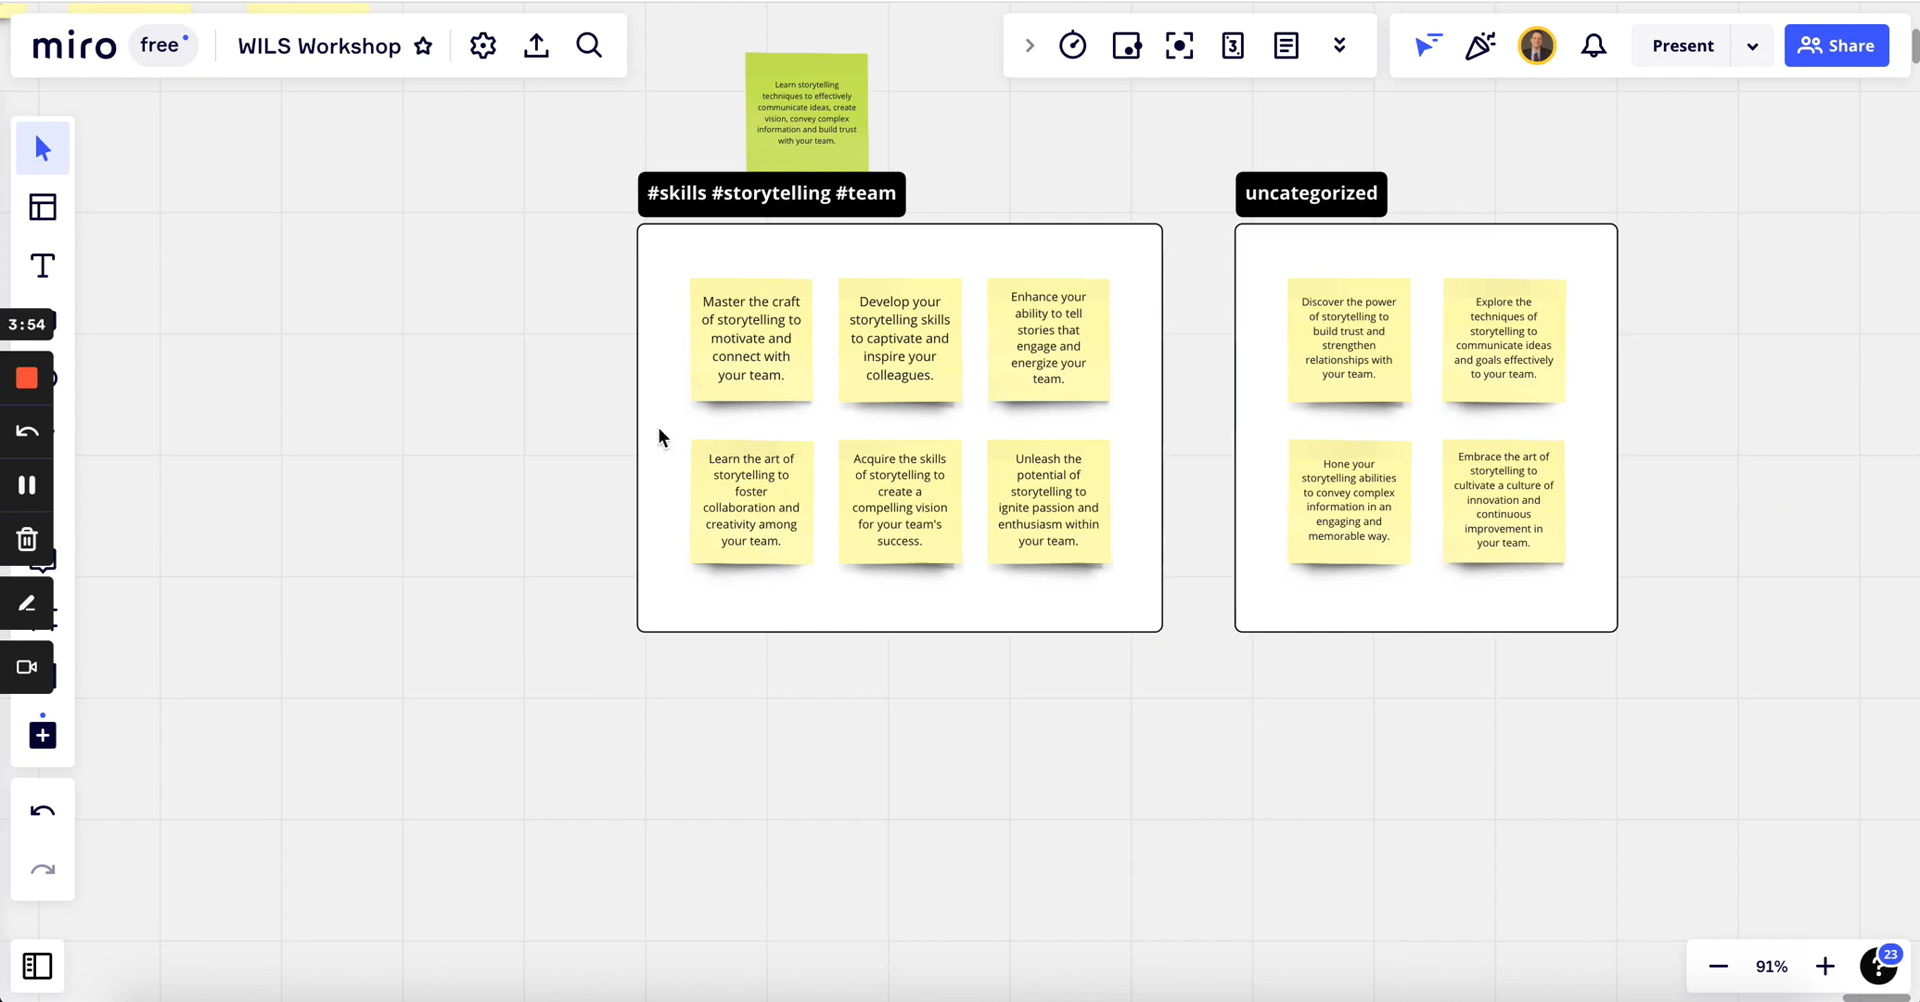 miro
free
WILS Workshop
3
Present
Share
Learn storytelling
techniques to effectively
communicate ideas, create
vision, convey complex
information and build trust
with your team.
#skills #storytelling #team
uncategorized
Master the craft
of storytelling to
motivate and
connect with
your team.
Develop your
storytelling skills
to captivate and
inspire your
colleagues.
Enhance your
ability to tell
stories that
engage and
energize your
team.
Discover the power
of storytelling to
build trust and
strengthen
relationships with
your team.
Explore the
techniques of
storytelling to
communicate ideas
and goals effectively
to your team.
Learn the art of
storytelling to
foster
collaboration and
creativity among
your team.
Acquire the skills
of storytelling to
create a
compelling vision
for your team's
success.
Unleash the
potential of
storytelling to
ignite passion and
enthusiasm within
your team.
Hone your
storytelling abilities
to convey complex
information in an
engaging and
memorable way.
Embrace the art of
storytelling to
cultivate a culture of
innovation and
continuous
improvement in
your team.
T
3:54
91%
?
23